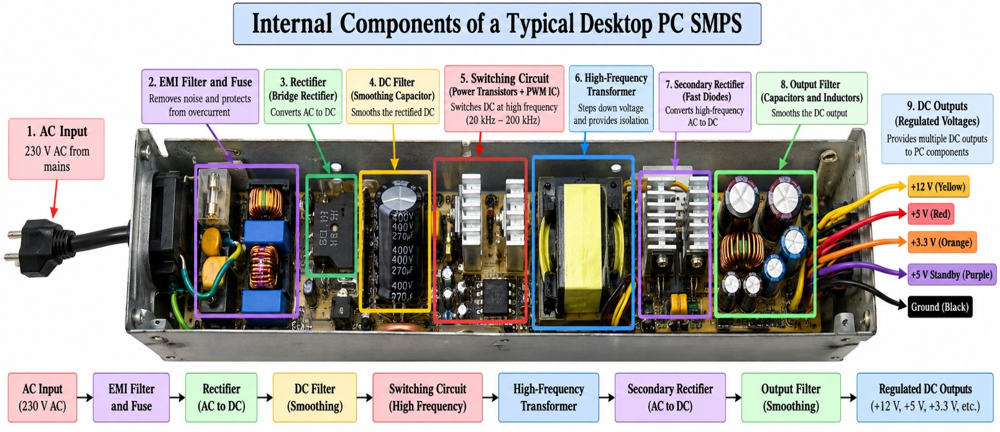 Internal Components of a Typical Desktop PC SMPS
1. AC Input
230 V AC from
mains
2. EMI Filter and Fuse
Removes noise and protects
from overcurrent
3. Rectifier
(Bridge Rectifier)
Converts AC to DC
4. DC Filter
(Smoothing Capacitor)
Smooths the rectified DC
5. Switching Circuit
(Power Transistors + PWM IC)
Switches DC at high frequency
(20 kHz – 200 kHz)
6. High-Frequency
Transformer
Steps down voltage
and provides isolation
7. Secondary Rectifier
(Fast Diodes)
Converts high-frequency
AC to DC
8. Output Filter
(Capacitors and Inductors)
Smooths the DC output
9. DC Outputs
(Regulated Voltages)
Provides multiple DC outputs
to PC components
400V
400V
270µF
400V
400V
270µF
400V
270µF
+12 V (Yellow)
+5 V (Red)
+3.3 V (Orange)
+5 V Standby (Purple)
Ground (Black)
AC Input
(230 V AC)
EMI Filter
and Fuse
Rectifier
(AC to DC)
DC Filter
(Smoothing)
Switching Circuit
(High Frequency)
High-Frequency
Transformer
Secondary Rectifier
(AC to DC)
Output Filter
(Smoothing)
Regulated DC Outputs
(+12 V, +5 V, +3.3 V, etc.)